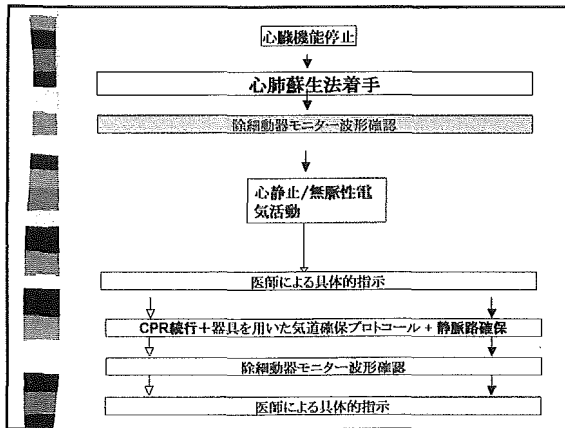 心臓機能停止
心肺蘇生法着手
除細動器モニター波形確認
心静止/無脈性電
気活動
医師による具体的指示
CPR続行＋器具を用いた気道確保プロトコール + 静脈路確保
除細動器モニター波形確認
医師による具体的指示